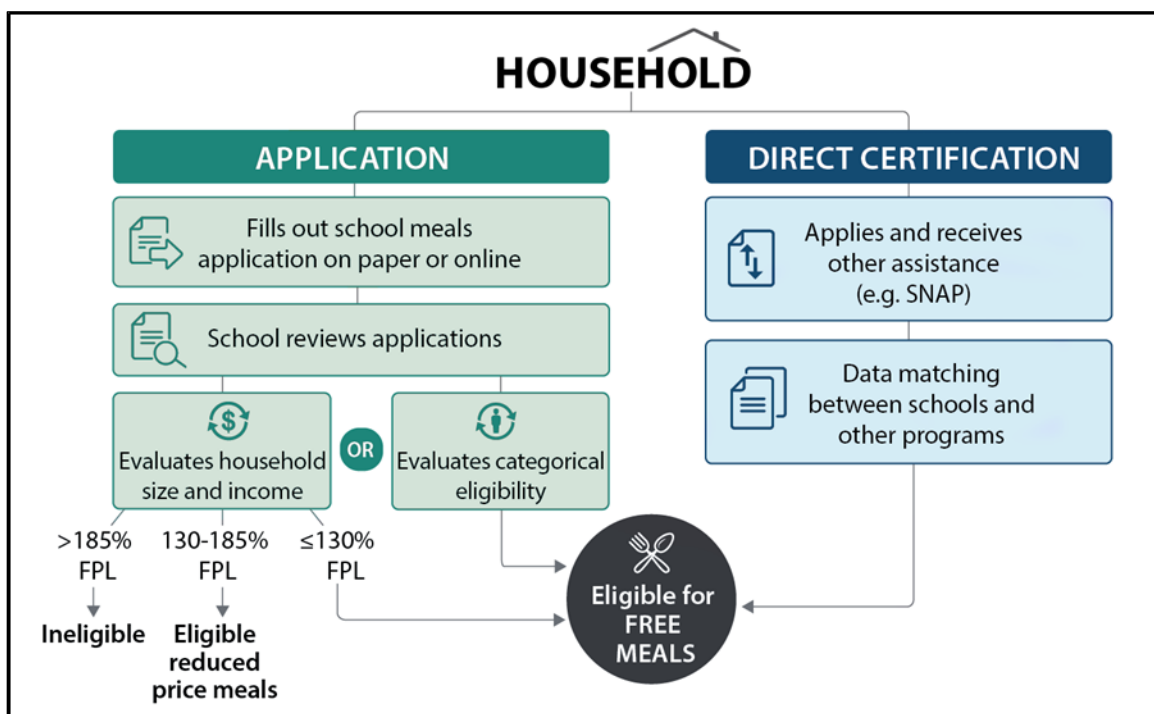 HOUSEHOLD
APPLICATION
Fills out school meals
application on paper or online
School reviews applications
$
Evaluates household
size and income
OR
Evaluates categorical
eligibility
>185%
FPL
130-185%
FPL
≤130%
FPL
Ineligible
Eligible
reduced
price meals
DIRECT CERTIFICATION
Applies and receives
other assistance
(e.g. SNAP)
Data matching
between schools and
other programs
Eligible for
FREE
MEALS